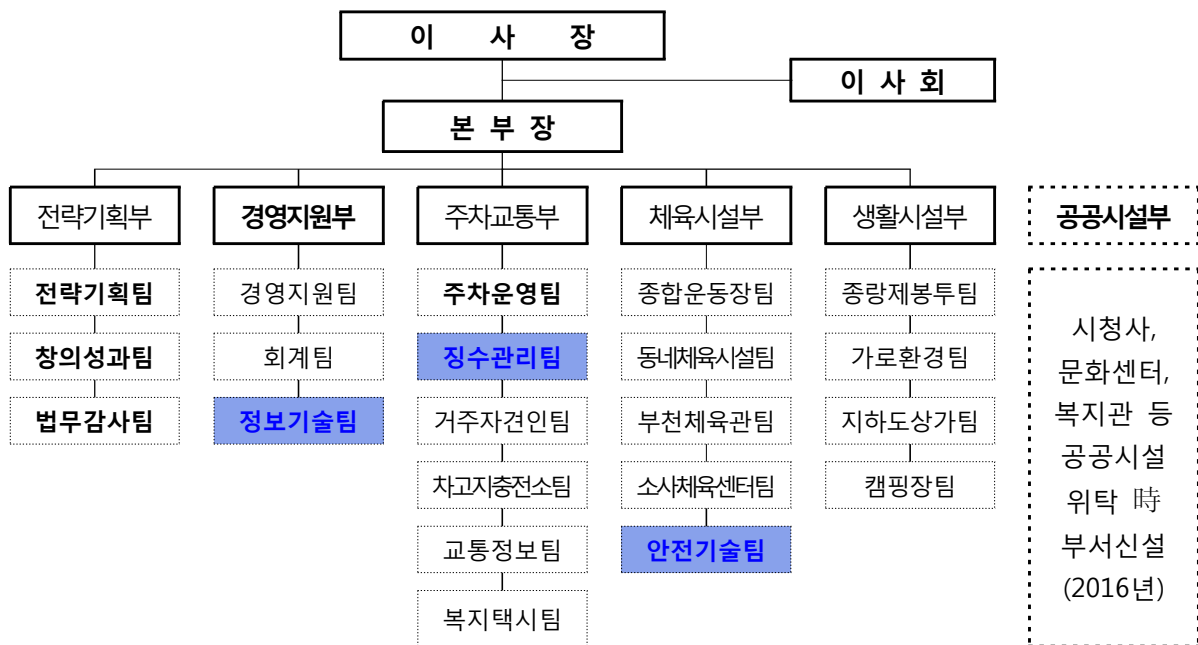 이 사 장
이 사 회
본 부 장
전략기획부
경영지원부
주차교통부
체육시설부
생활시설부
공공시설부
전략기획팀
창의성과팀
법무감사팀
경영지원팀
회계팀
정보기술팀
주차운영팀
징수관리팀
거주자견인팀
차고지충전소팀
교통정보팀
복지택시팀
종합운동장팀
동네체육시설팀
부천체육관팀
소사체육센터팀
안전기술팀
종량제봉투팀
가로환경팀
지하도상가팀
캠핑장팀
시청사,
문화센터,
복지관 등
공공시설
위탁 時
부서신설
(2016년)